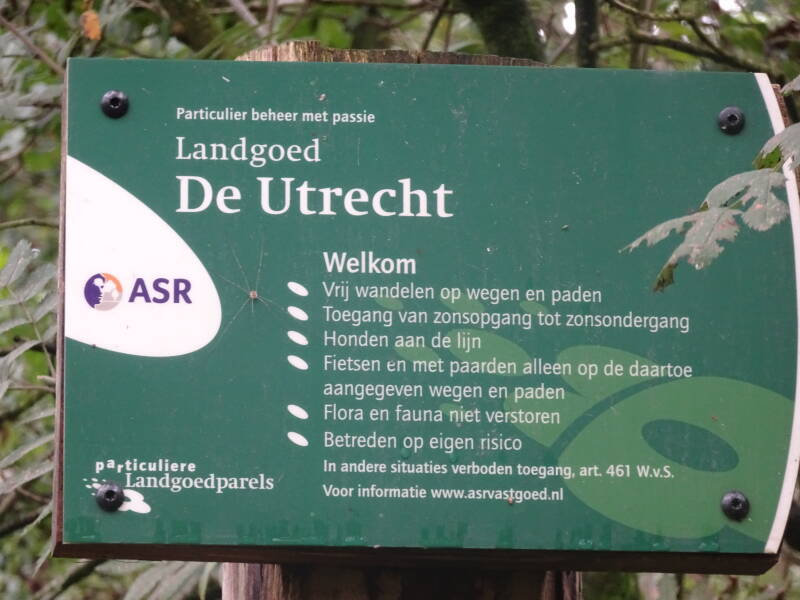 Particulier beheer met passie
Landgoed
De Utrecht
ASR
Welkom
Vrij wandelen op wegen en paden
Toegang van zonsopgang tot zonsondergang
Honden aan de lijn
Fietsen en met paarden alleen op de daartoe
aangegeven wegen en paden
Flora en fauna niet verstoren
Betreden op eigen risico
In andere situaties verboden toegang, art. 461 W.v.S.
Voor informatie www.asrvastgoed.nl
particuliere
Landgoedparels